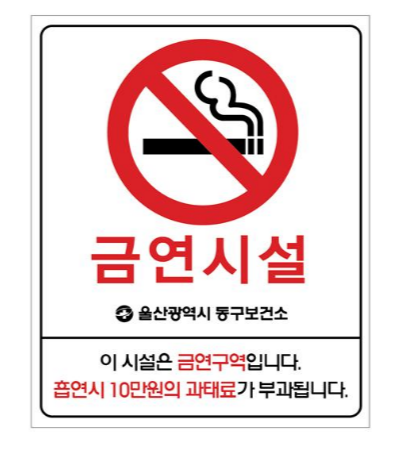 금연시설
울산광역시 동구보건소
이 시설은 금연구역입니다.
흡연시 10만원의 과태료가 부과됩니다.